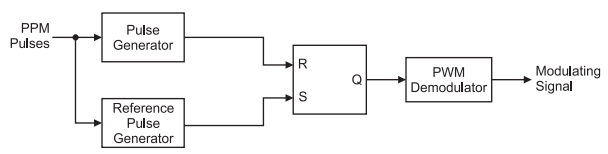 PPM
Pulses
Pulse
Generator
Reference
Pulse
Generator
R
S
Q
PWM
Demodulator
Modulating
Signal